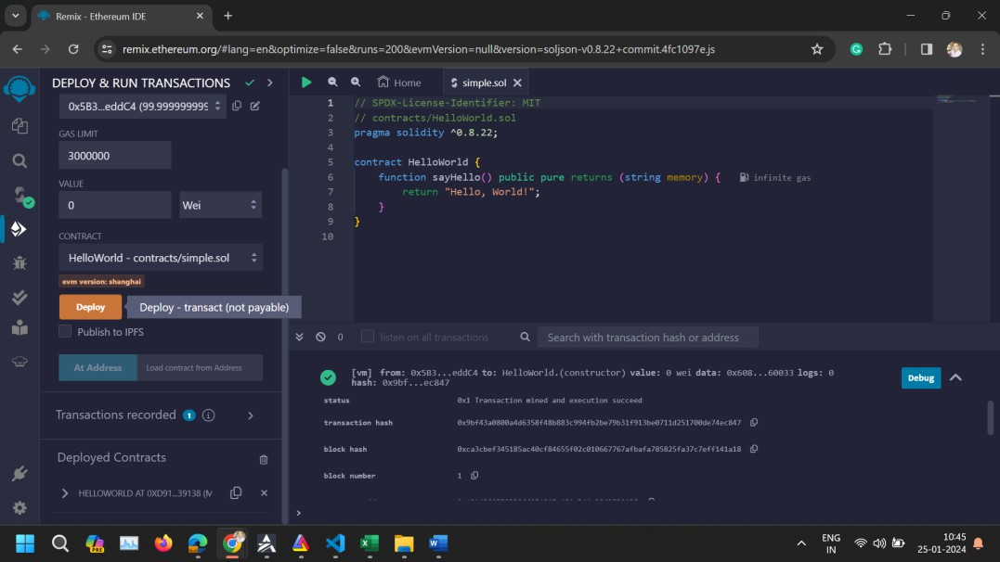 Remix - Ethereum IDE
remix.ethereum.org/#lang=en&optimize=false&runs=200&evmVersion=null&version=soljson-v0.8.22+commit.4fc1097e.js
DEPLOY & RUN TRANSACTIONS
0x5B3...eddC4 (99.999999999
GAS LIMIT
3000000
VALUE
0
Wei
CONTRACT
HelloWorld - contracts/simple.sol
evm version: shanghai
Deploy
Deploy - transact (not payable)
Publish to IPFS
At Address
Load contract from Address
Transactions recorded 1
Deployed Contracts
HELLOWORLD AT 0XD91...39138 (M
Home
simple.sol
1 // SPDX-License-Identifier: MIT
2 // contracts/HelloWorld.sol
3 pragma solidity ^0.8.22;
4
5 contract HelloWorld {
6 function sayHello() public pure returns (string memory) { infinite gas
7 return "Hello, World!";
8 }
9 }
10
0 listen on all transactions
Search with transaction hash or address
[vm] from: 0x5B3...eddC4 to: HelloWorld.(constructor) value: 0 wei data: 0x608...60033 logs: 0
hash: 0x9bf...ec847
Debug
status 0x1 Transaction mined and execution succeed
transaction hash 0x9bf43a0800a4d6358f48b883c994fb2be79b31f913be0711d251700de74ec847
block hash 0xca3cbef345185ac40cf84655f02c010667767afbafa785825fa37c7eff141a18
block number 1
>
PRE
ENG
IN
10:45
25-01-2024